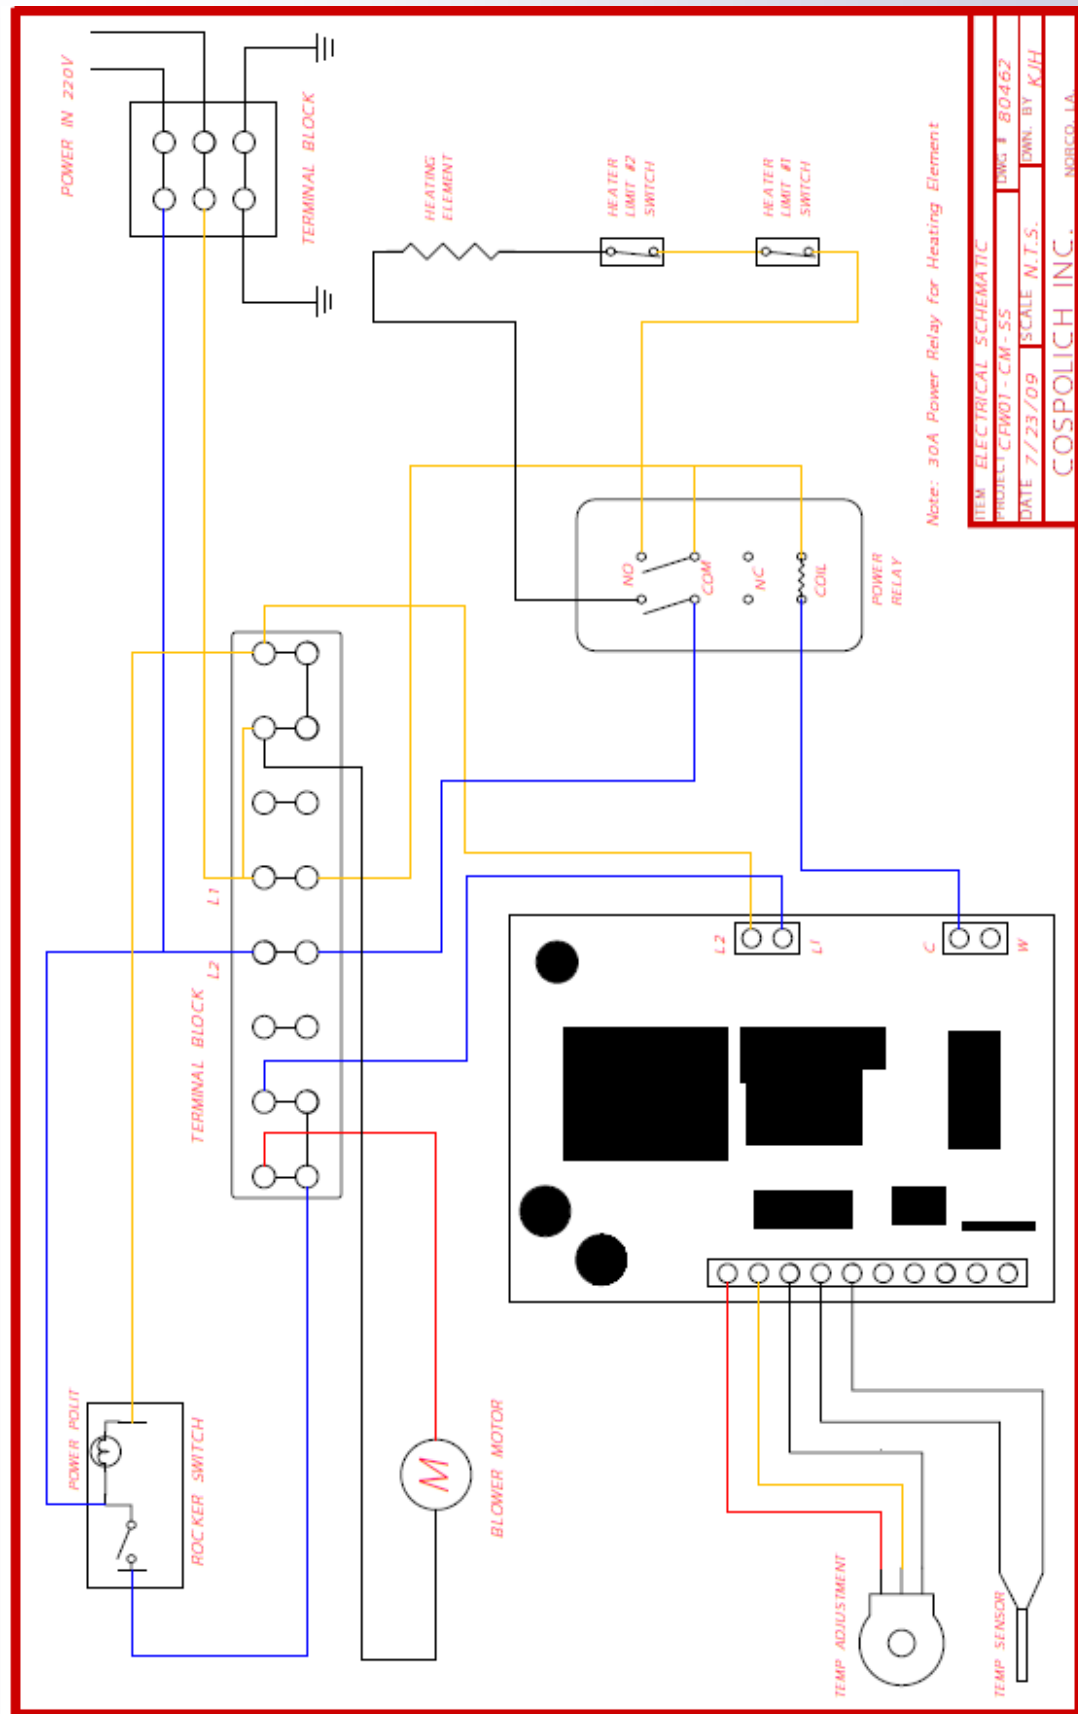 POWER IN 220V
TERMINAL BLOCK
HEATING
ELEMENT
HEATER
LIMIT #2
SWITCH
HEATER
LIMIT #1
SWITCH
Note: 30A Power Relay for Heating Element
NO
COM
NC
COIL
POWER
RELAY
L1
L2
TERMINAL BLOCK
L2
L1
C
W
POWER POLIT
ROCKER SWITCH
M
BLOWER MOTOR
TEMP ADJUSTMENT
TEMP SENSOR
ITEM ELECTRICAL SCHEMATIC
PROJECT CFW01-CM-SS
DWG # 80462
DATE 7/23/09
SCALE N.T.S.
DWN. BY KJH
COSPOLICH INC.
NORCO, LA.